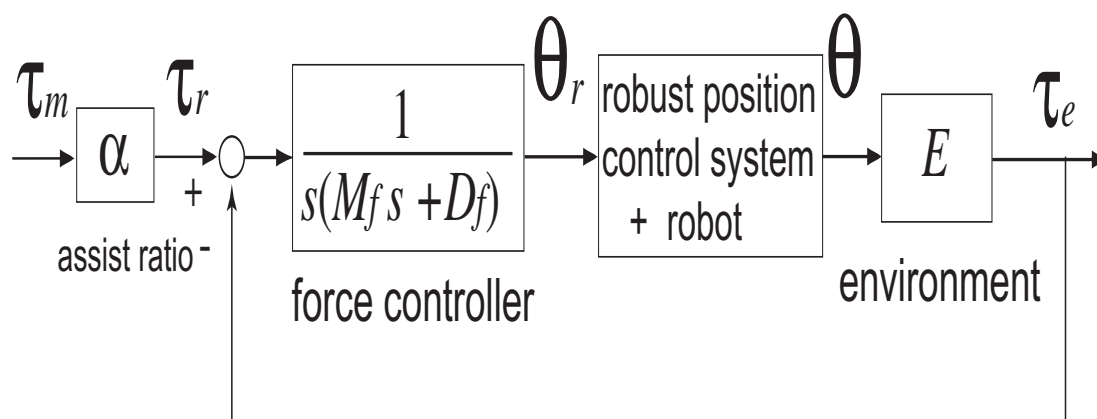 τm
α
τr
+
-
assist ratio
1
s(Mf s +Df)
force controller
θr
robust position
control system
+ robot
θ
E
environment
τe